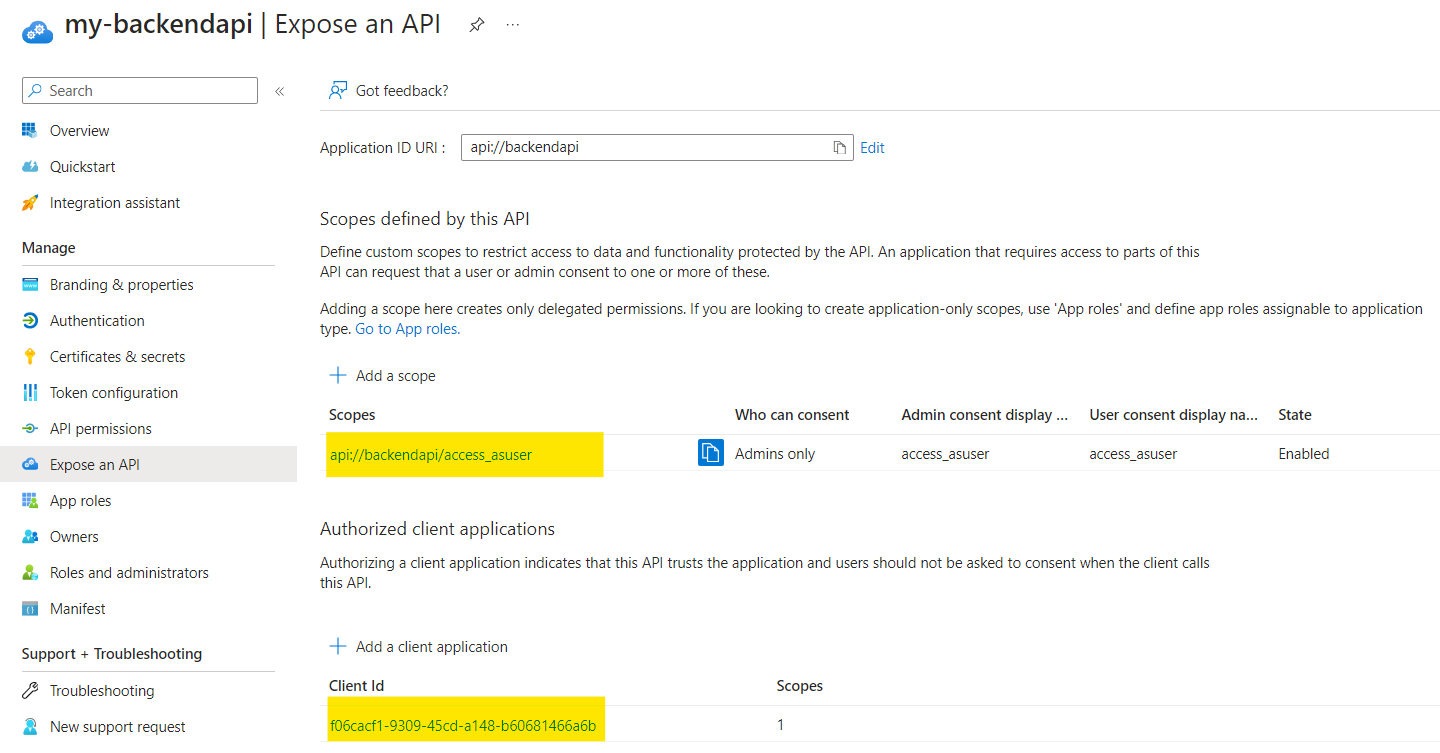 my-backendapi | Expose an API
Search
Got feedback?
Overview
Quickstart
Integration assistant
Manage
Branding & properties
Authentication
Certificates & secrets
Token configuration
API permissions
Expose an API
App roles
Owners
Roles and administrators
Manifest
Support + Troubleshooting
Troubleshooting
New support request
Application ID URI :
api://backendapi
Edit
Scopes defined by this API
Define custom scopes to restrict access to data and functionality protected by the API. An application that requires access to parts of this
API can request that a user or admin consent to one or more of these.
Adding a scope here creates only delegated permissions. If you are looking to create application-only scopes, use 'App roles' and define app roles assignable to application
type. Go to App roles.
Add a scope
Scopes Who can consent Admin consent display ... User consent display na... State
api://backendapi/access_asuser Admins only access_asuser access_asuser Enabled
Authorized client applications
Authorizing a client application indicates that this API trusts the application and users should not be asked to consent when the client calls
this API.
Add a client application
Client Id Scopes
f06cacf1-9309-45cd-a148-b60681466a6b 1